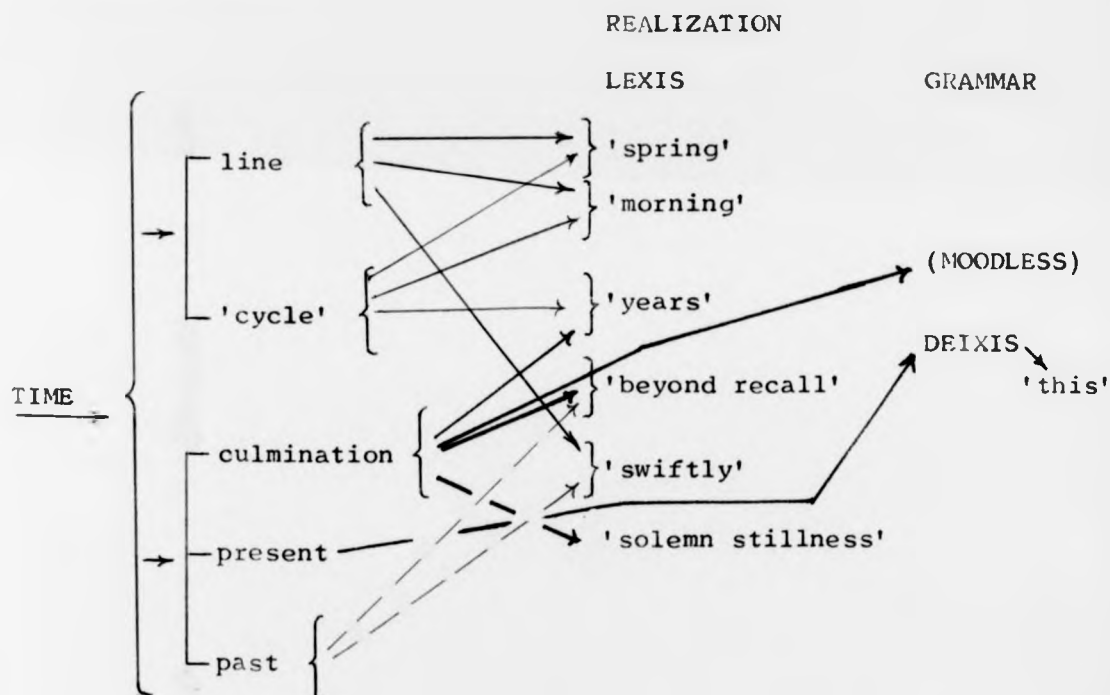 REALIZATION
LEXIS GRAMMAR
line 'spring'
'morning'
(MOODLESS)
'cycle' 'years'
DEIXIS
TIME 'beyond recall' 'this'
culmination 'swiftly'
'solemn stillness'
present
past